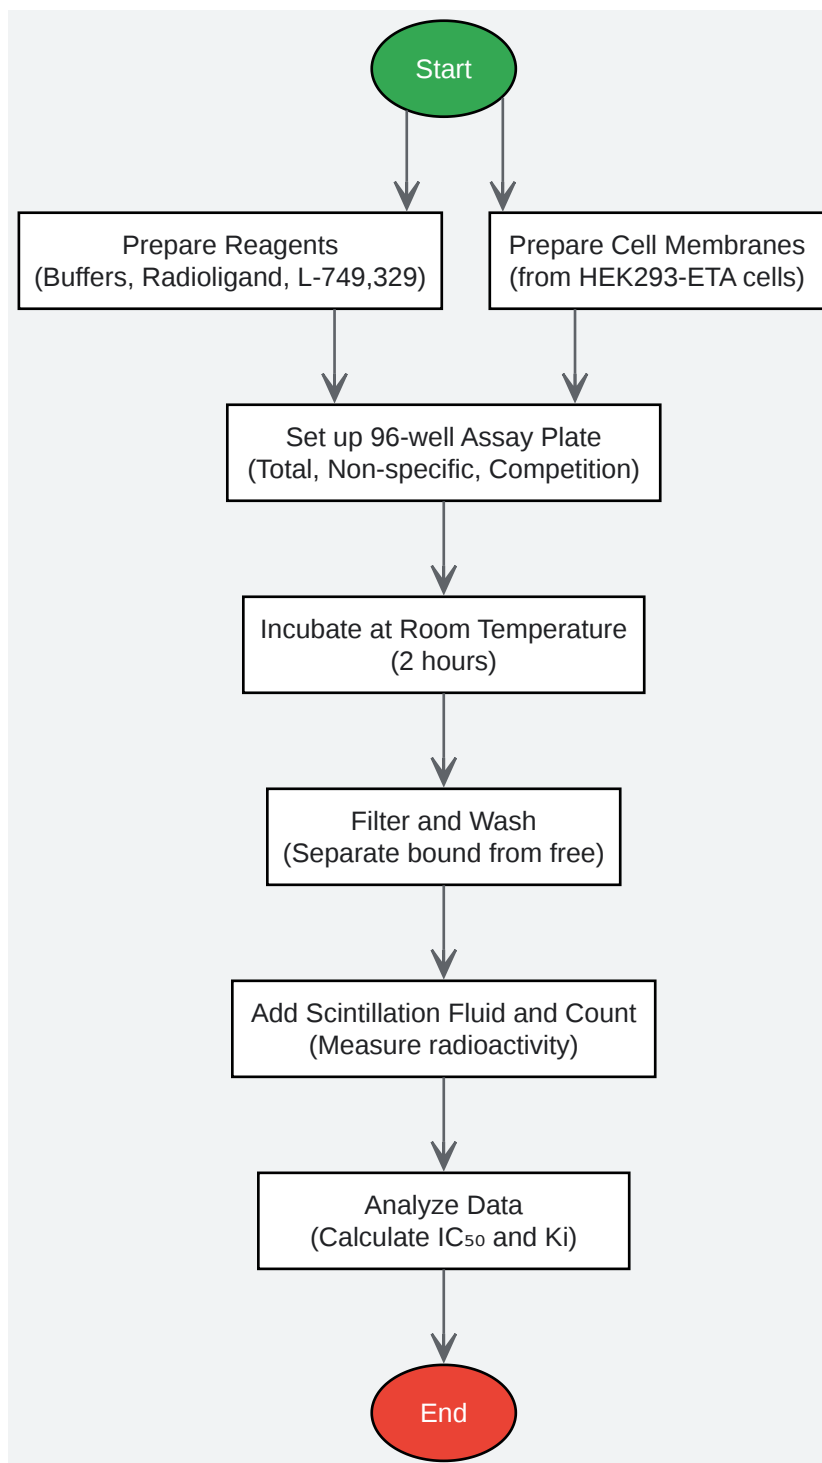 Start
Prepare Reagents
(Buffers, Radioligand, L-749,329)
Prepare Cell Membranes
(from HEK293-ETA cells)
Set up 96-well Assay Plate
(Total, Non-specific, Competition)
Incubate at Room Temperature
(2 hours)
Filter and Wash
(Separate bound from free)
Add Scintillation Fluid and Count
(Measure radioactivity)
Analyze Data
(Calculate IC₅₀ and Ki)
End